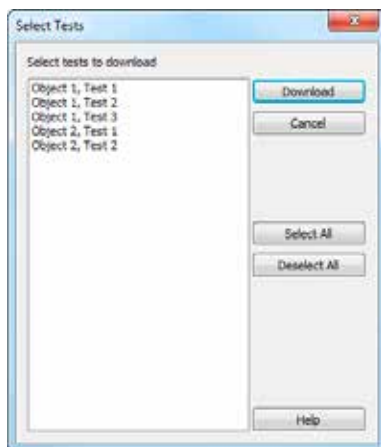 Select Tests
Select tests to download
Object 1, Test 1
Object 1, Test 2
Object 1, Test 3
Object 2, Test 1
Object 2, Test 2
Download
Cancel
Select All
Deselect All
Help